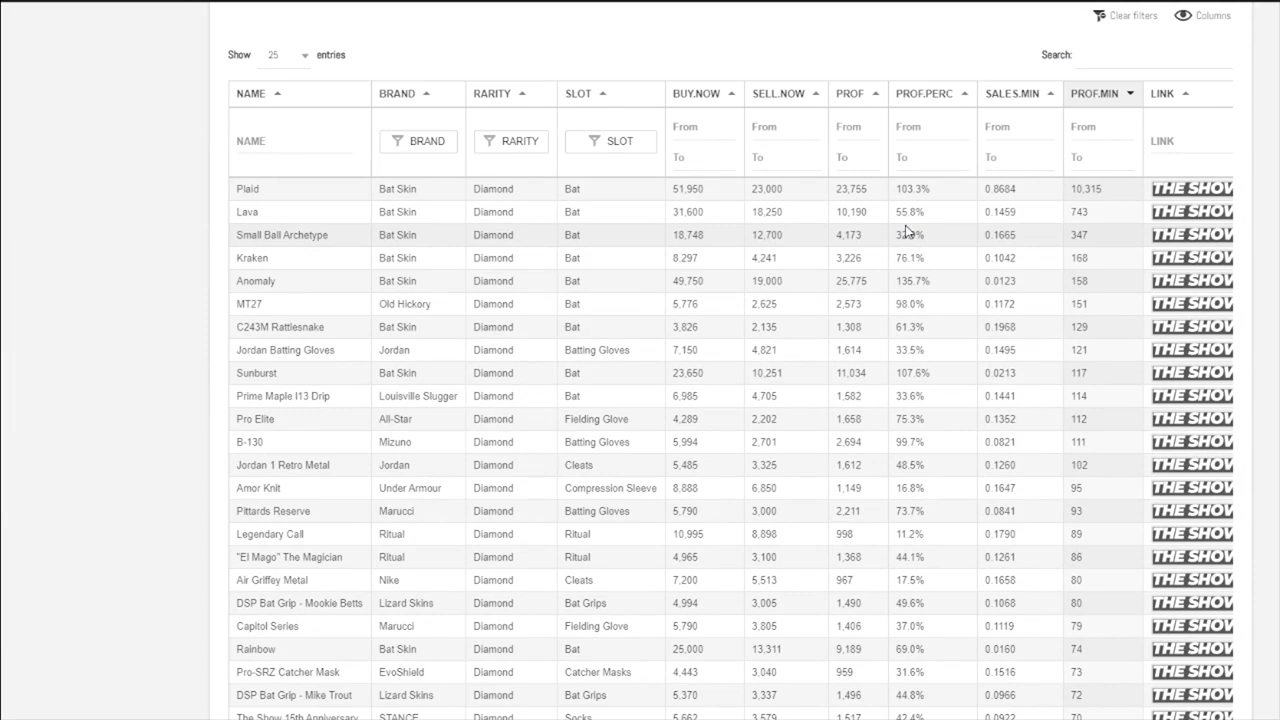 Clear filters Columns
Show 25 entries Search:
NAME BRAND RARITY SLOT BUY.NOW SELL.NOW PROF PROF.PERC SALES.MIN PROF.MIN LINK
From From From From From From
NAME BRAND RARITY SLOT LINK
To To To To To To
Plaid Bat Skin Diamond Bat 51,950 23,000 23,755 103.3% 0.8684 10,315 THE SHOW
Lava Bat Skin Diamond Bat 31,600 18,250 10,190 55.8% 0.1459 743 THE SHOW
Small Ball Archetype Bat Skin Diamond Bat 18,748 12,700 4,173 0.1665 347 THE SHOW
Kraken Bat Skin Diamond Bat 8,297 4,241 3,226 76.1% 0.1042 168 THE SHOW
Anomaly Bat Skin Diamond Bat 49,750 19,000 25,775 135.7% 0.0123 158 THE SHOW
MT27 Old Hickory Diamond Bat 5,776 2,625 2,573 98.0% 0.1172 151 THE SHOW
C243M Rattlesnake Bat Skin Diamond Bat 3,826 2,135 1,308 61.3% 0.1968 129 THE SHOW
Jordan Batting Gloves Jordan Diamond Batting Gloves 7,150 4,821 1,614 33.5% 0.1495 121 THE SHOW
Sunburst Bat Skin Diamond Bat 23,650 10,251 11,034 107.6% 0.0213 117 THE SHOW
Prime Maple I13 Drip Louisville Slugger Diamond Bat 6,985 4,705 1,582 33.6% 0.1441 114 THE SHOW
Pro Elite All-Star Diamond Fielding Glove 4,289 2,202 1,658 75.3% 0.1352 112 THE SHOW
B-130 Mizuno Diamond Batting Gloves 5,994 2,701 2,694 99.7% 0.0821 111 THE SHOW
Jordan 1 Retro Metal Jordan Diamond Cleats 5,485 3,325 1,612 48.5% 0.1260 102 THE SHOW
Amor Knit Under Armour Diamond Compression Sleeve 8,888 6,850 1,149 16.8% 0.1647 95 THE SHOW
Pittards Reserve Marucci Diamond Batting Gloves 5,790 3,000 2,211 73.7% 0.0841 93 THE SHOW
Legendary Call Ritual Diamond Ritual 10,995 8,898 998 11.2% 0.1790 89 THE SHOW
"El Mago" The Magician Ritual Diamond Ritual 4,965 3,100 1,368 44.1% 0.1261 86 THE SHOW
Air Griffey Metal Nike Diamond Cleats 7,200 5,513 967 17.5% 0.1658 80 THE SHOW
DSP Bat Grip - Mookie Betts Lizard Skins Diamond Bat Grips 4,994 3,005 1,490 49.6% 0.1068 80 THE SHOW
Capitol Series Marucci Diamond Fielding Glove 5,790 3,805 1,406 37.0% 0.1119 79 THE SHOW
Rainbow Bat Skin Diamond Bat 25,000 13,311 9,189 69.0% 0.0160 74 THE SHOW
Pro-SRZ Catcher Mask EvoShield Diamond Catcher Masks 4,443 3,040 959 31.6% 0.1516 73 THE SHOW
DSP Bat Grip - Mike Trout Lizard Skins Diamond Bat Grips 5,370 3,337 1,496 44.8% 0.0966 72 THE SHOW
The Show 15th Anniversary STANCE Diamond Socks 5,662 3,579 1,517 42.4% 0.0922 70 THE SHOW